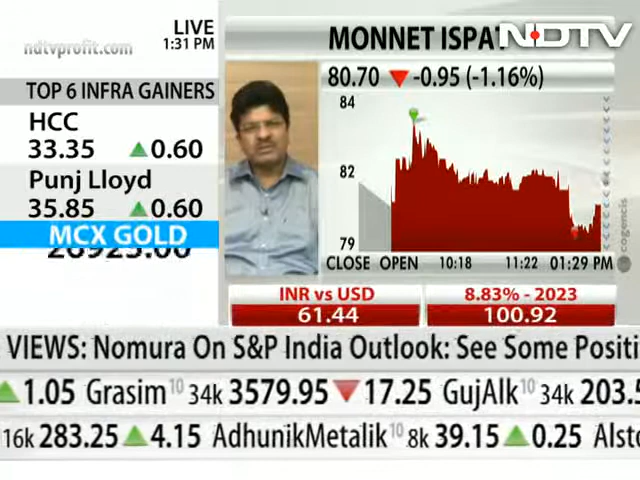 ndtvprofit.com
LIVE
1:31 PM
TOP 6 INFRA GAINERS
HCC
33.35 ▲0.60
Punj Lloyd
35.85 ▲0.60
MCX GOLD
MONNET ISPAT
NDTV
80.70 ▼ -0.95 (-1.16%)
84
82
79
CLOSE OPEN 10:18 11:22 01:29 PM
cogencis
INR vs USD
61.44
8.83% - 2023
100.92
VIEWS: Nomura On S&P India Outlook: See Some Positi
▲1.05 Grasim 10 34k 3579.95 ▼ 17.25 GujAlk 10 34k 203.5
16k 283.25 ▲ 4.15 AdhunikMetalik 10 8k 39.15 ▲ 0.25 Alsto